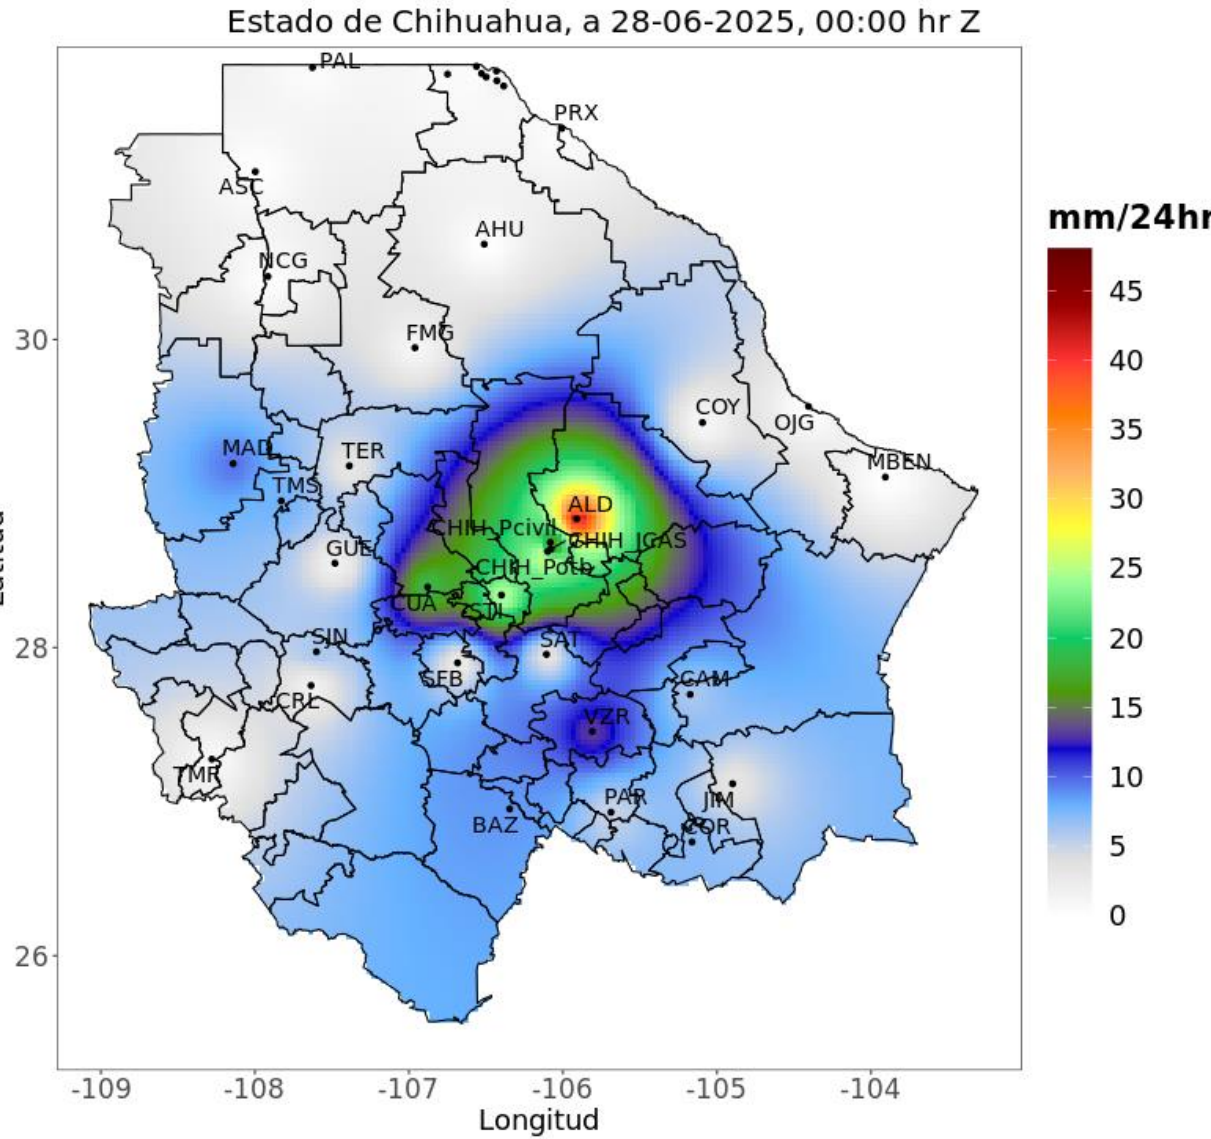 Estado de Chihuahua, a 28-06-2025, 00:00 hr Z
PAL
PRX
ASC
AHU
NCG
FMG
COY
OJG
MAD
TER
MBEN
TMS
ALD
CHIH_Pcivil
CHIH_JCAS
GUE
CHIH_Potb
CUA
STI
SJN
SAT
SFB
CAM
CRL
VZR
TMR
PAR
JIM
BAZ
COR
30
28
26
-109
-108
-107
-106
-105
-104
Longitud
Latitud
mm/24hr
45
40
35
30
25
20
15
10
5
0